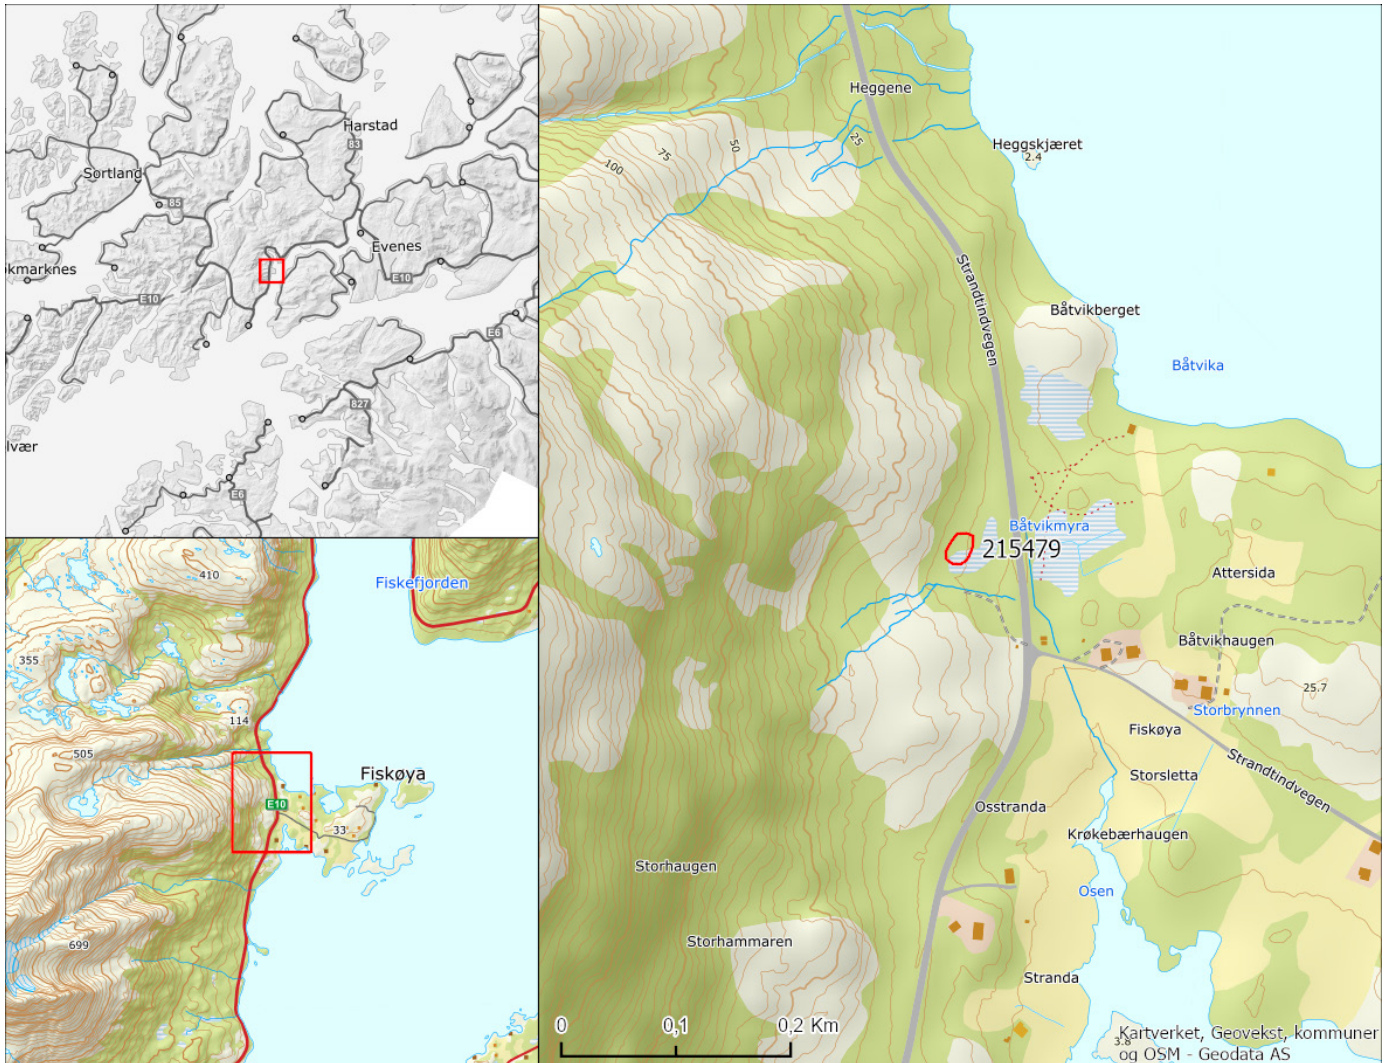 Harstad
83
Sortland
85
Evenes
okmarknes
E10
E10
E6
827
lvær
E6
410
Fiskefjorden
355
114
505
Fiskøya
E10
33
699
Heggene
Heggskjæret
2.4
25
50
75
100
Strandtindvegen
Båtvikberget
Båtvika
Båtvikmyra
215479
Attersida
Båtvikhaugen
25.7
Storbrynnen
Fiskøya
Strandtindvegen
Storsletta
Osstranda
Krøkebærhaugen
Storhaugen
Osen
Storhammaren
Stranda
0
0,1
0,2 Km
3.8
Kartverket, Geovekst, kommuner
og OSM - Geodata AS